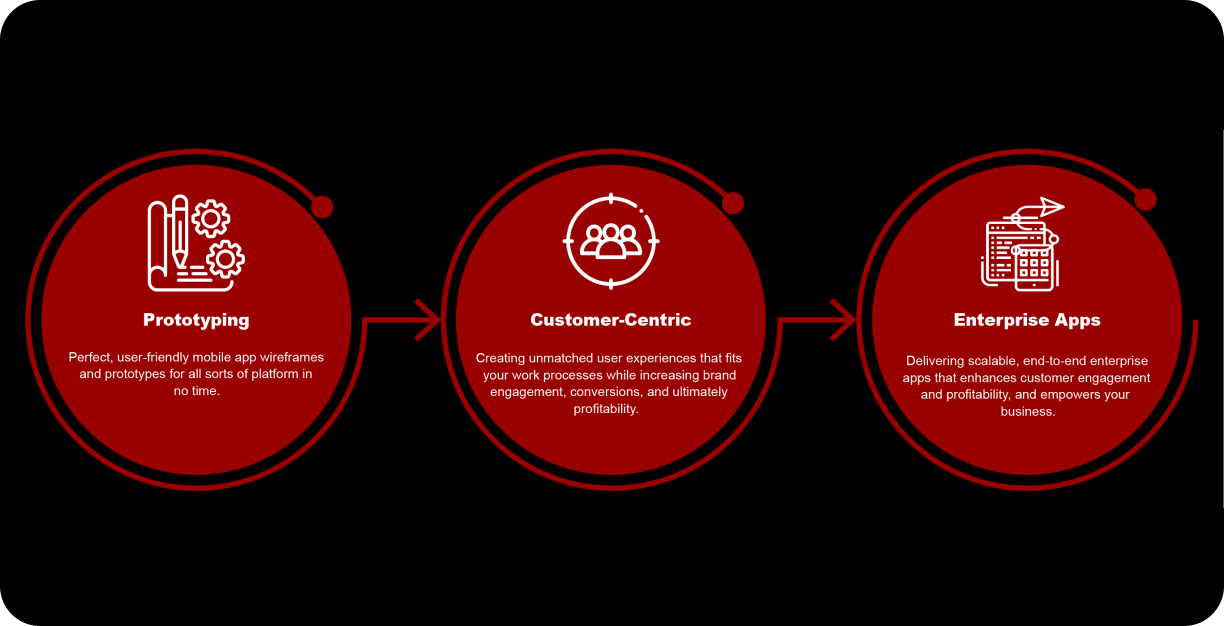 Prototyping
Perfect, user-friendly mobile app wireframes
and prototypes for all sorts of platform in
no time.
Customer-Centric
Creating unmatched user experiences that fits
your work processes while increasing brand
engagement, conversions, and ultimately
profitability.
Enterprise Apps
Delivering scalable, end-to-end enterprise
apps that enhances customer engagement
and profitability, and empowers your
business.